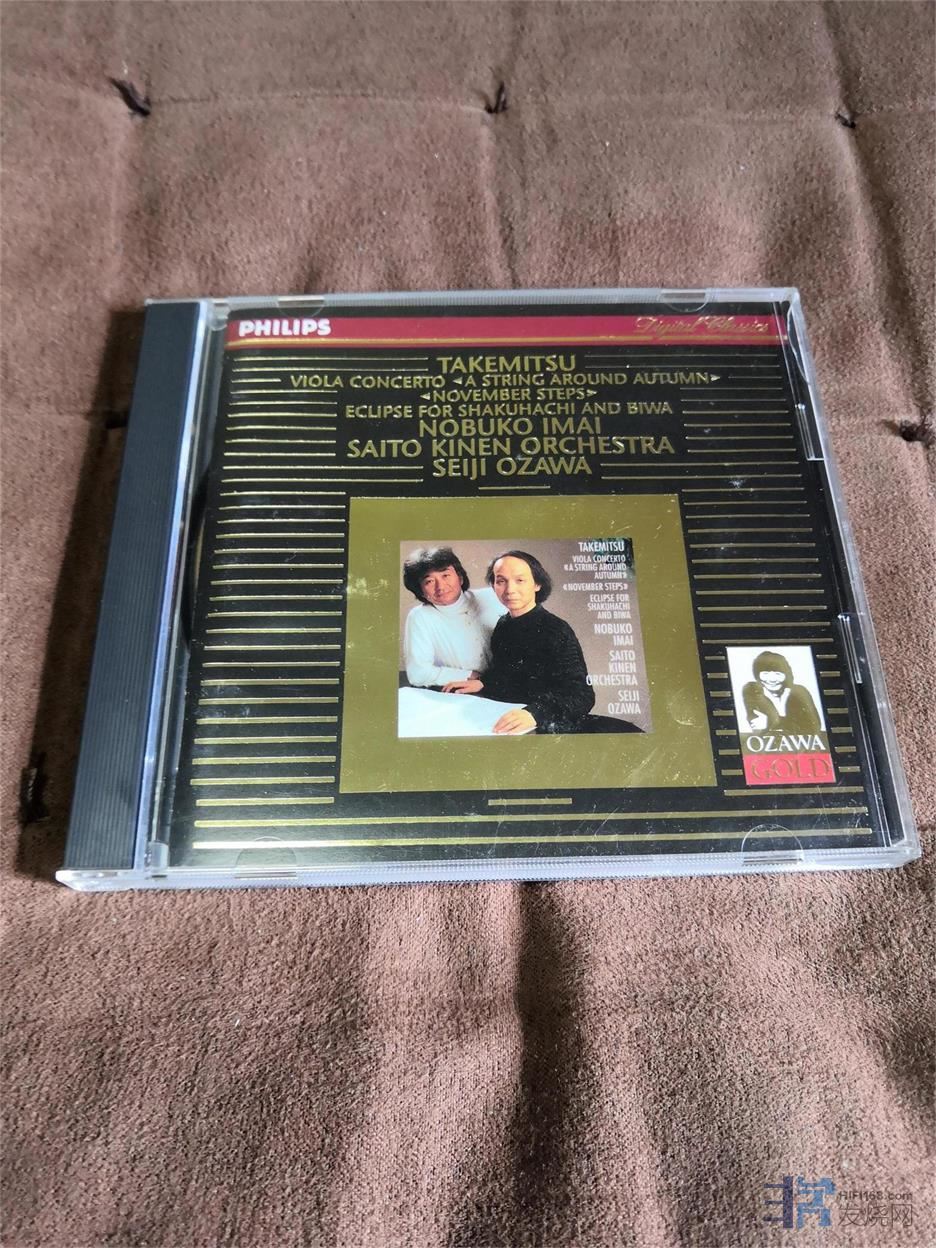 PHILIPS
Digital Classics
TAKEMITSU
VIOLA CONCERTO ◂A STRING AROUND AUTUMN▸
◂NOVEMBER STEPS▸
ECLIPSE FOR SHAKUHACHI AND BIWA
NOBUKO IMAI
SAITO KINEN ORCHESTRA
SEIJI OZAWA
TAKEMITSU
VIOLA CONCERTO
«A STRING AROUND
AUTUMN»
«NOVEMBER STEPS»
ECLIPSE FOR
SHAKUHACHI
AND BIWA
NOBUKO
IMAI
SAITO
KINEN
ORCHESTRA
SEIJI
OZAWA
OZAWA
GOLD
HIFI168.com
发烧网